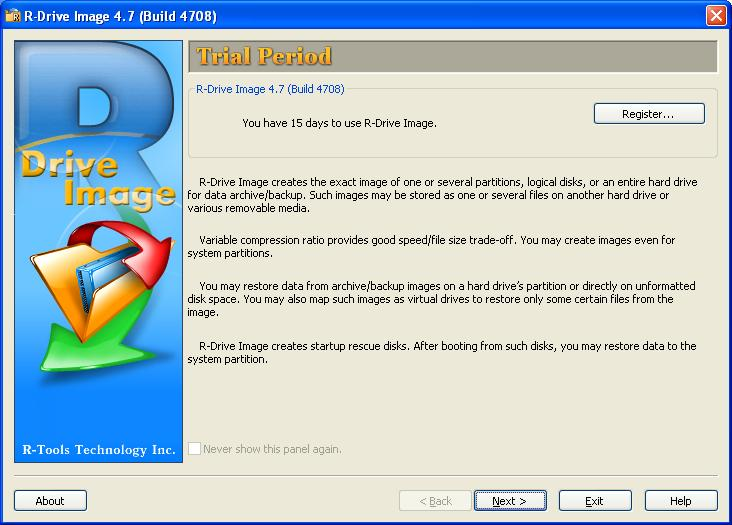 R-Drive Image 4.7 (Build 4708)
R
Drive
Image
R-Tools Technology Inc.
Trial Period
R-Drive Image 4.7 (Build 4708)
You have 15 days to use R-Drive Image.
Register...
R-Drive Image creates the exact image of one or several partitions, logical disks, or an entire hard drive
for data archive/backup. Such images may be stored as one or several files on another hard drive or
various removable media.
Variable compression ratio provides good speed/file size trade-off. You may create images even for
system partitions.
You may restore data from archive/backup images on a hard drive's partition or directly on unformatted
disk space. You may also map such images as virtual drives to restore only some certain files from the
image.
R-Drive Image creates startup rescue disks. After booting from such disks, you may restore data to the
system partition.
Never show this panel again.
About
< Back
Next >
Exit
Help